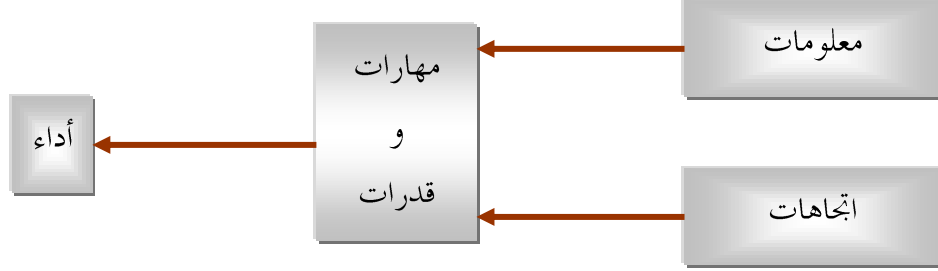 معلومات
اتجاهات
مهارات
و
قدرات
أداء